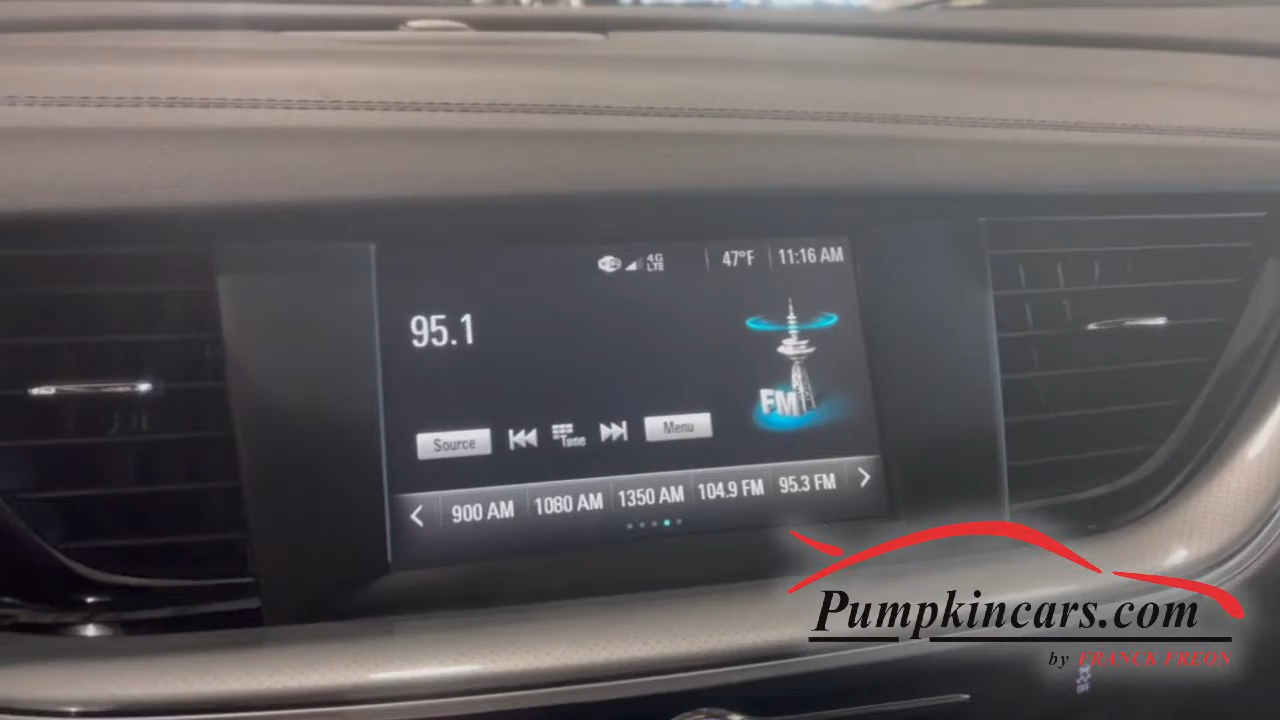 4G
LTE
47°F
11:16 AM
95.1
FM
Source
Tune
Menu
900 AM
1080 AM
1350 AM
104.9 FM
95.3 FM
Pumpkincars.com
by FRANCK FREON